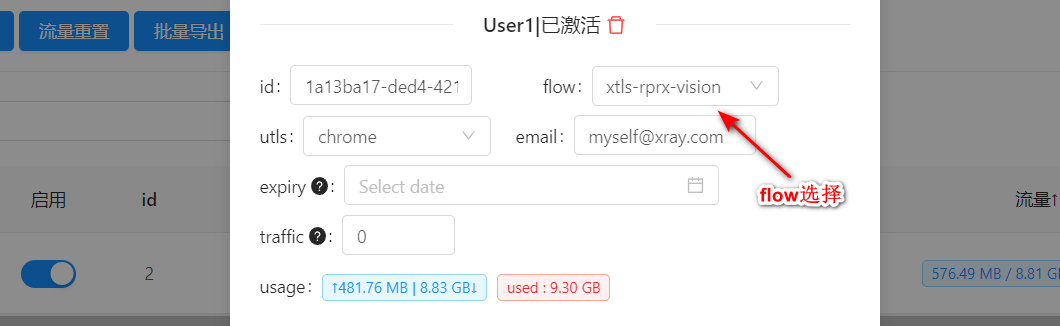 流量重置 批量导出
User1|已激活
id: 1a13ba17-ded4-421 flow: xtls-rprx-vision
utls: chrome email: myself@xray.com
expiry ?: Select date
flow选择
启用 id 流量↑
traffic ?: 0
2 576.49 MB / 8.81 G
usage: ↑481.76 MB | 8.83 GB↓ used : 9.30 GB